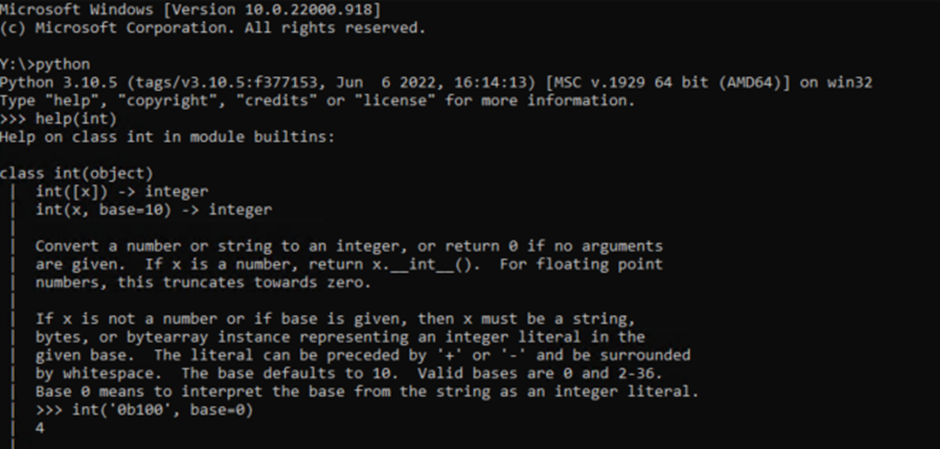 Microsoft Windows [Version 10.0.22000.918]
(c) Microsoft Corporation. All rights reserved.
Y:\>python
Python 3.10.5 (tags/v3.10.5:f377153, Jun  6 2022, 16:14:13) [MSC v.1929 64 bit (AMD64)] on win32
Type "help", "copyright", "credits" or "license" for more information.
>>> help(int)
Help on class int in module builtins:
class int(object)
 |  int([x]) -> integer
 |  int(x, base=10) -> integer
 |
 |  Convert a number or string to an integer, or return 0 if no arguments
 |  are given.  If x is a number, return x.__int__().  For floating point
 |  numbers, this truncates towards zero.
 |
 |  If x is not a number or if base is given, then x must be a string,
 |  bytes, or bytearray instance representing an integer literal in the
 |  given base.  The literal can be preceded by '+' or '-' and be surrounded
 |  by whitespace.  The base defaults to 10.  Valid bases are 0 and 2-36.
 |  Base 0 means to interpret the base from the string as an integer literal.
 |  >>> int('0b100', base=0)
 |  4
 |